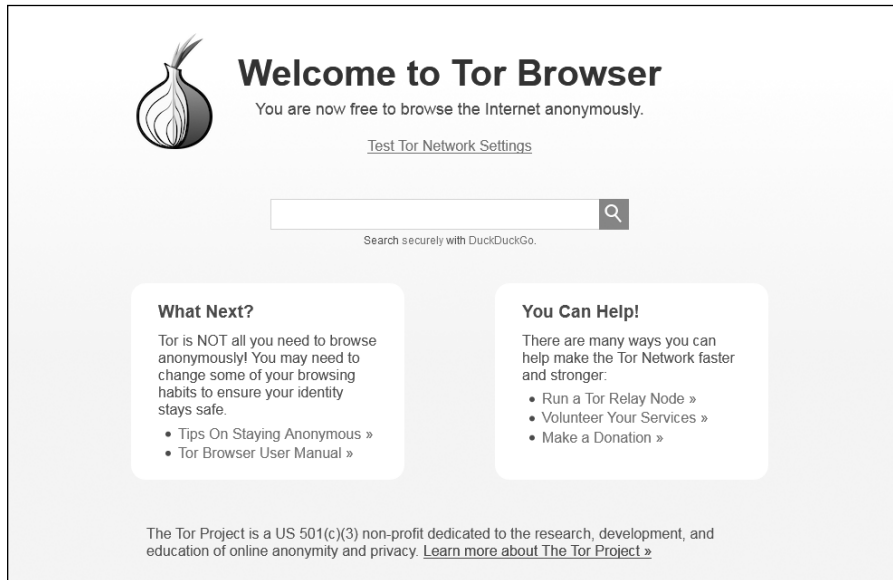 Welcome to Tor Browser
You are now free to browse the Internet anonymously.
Test Tor Network Settings
Search securely with DuckDuckGo.
What Next?
Tor is NOT all you need to browse
anonymously! You may need to
change some of your browsing
habits to ensure your identity
stays safe.
• Tips On Staying Anonymous »
• Tor Browser User Manual »
You Can Help!
There are many ways you can
help make the Tor Network faster
and stronger:
• Run a Tor Relay Node »
• Volunteer Your Services »
• Make a Donation »
The Tor Project is a US 501(c)(3) non-profit dedicated to the research, development, and
education of online anonymity and privacy. Learn more about The Tor Project »